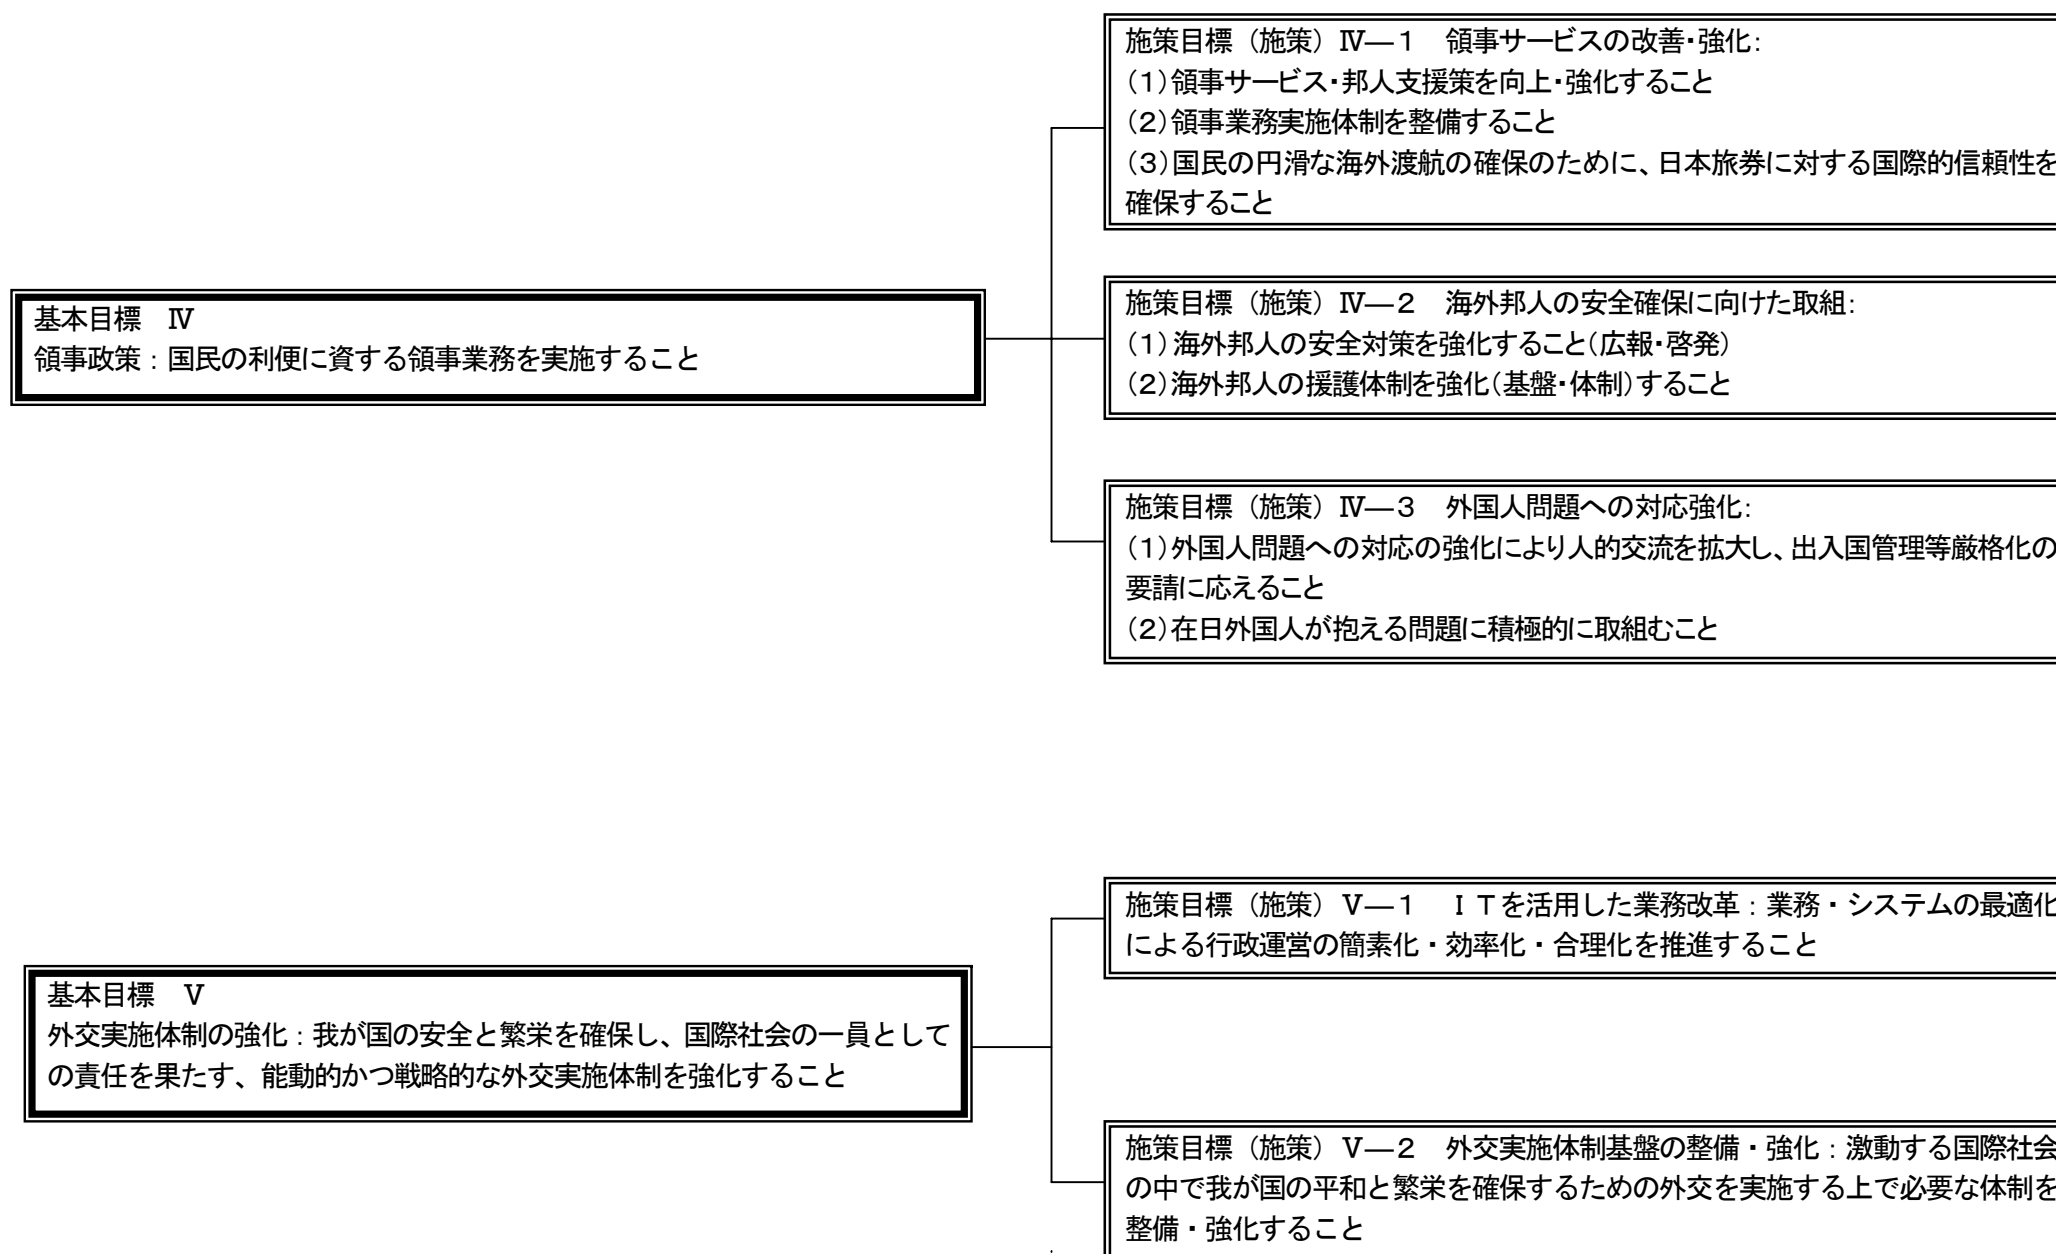 施策目標（施策）Ⅳ―１　領事サービスの改善・強化：
（１）領事サービス・邦人支援策を向上・強化すること
（２）領事業務実施体制を整備すること
（３）国民の円滑な海外渡航の確保のために、日本旅券に対する国際的信頼性を
確保すること
基本目標　Ⅳ
領事政策：国民の利便に資する領事業務を実施すること
施策目標（施策）Ⅳ―２　海外邦人の安全確保に向けた取組：
（１）海外邦人の安全対策を強化すること（広報・啓発）
（２）海外邦人の援護体制を強化（基盤・体制）すること
施策目標（施策）Ⅳ―３　外国人問題への対応強化：
（１）外国人問題への対応の強化により人的交流を拡大し、出入国管理等厳格化の
要請に応えること
（２）在日外国人が抱える問題に積極的に取組むこと
施策目標（施策）Ⅴ―１　ＩＴを活用した業務改革：業務・システムの最適化
による行政運営の簡素化・効率化・合理化を推進すること
基本目標　Ⅴ
外交実施体制の強化：我が国の安全と繁栄を確保し、国際社会の一員として
の責任を果たす、能動的かつ戦略的な外交実施体制を強化すること
施策目標（施策）Ⅴ―２　外交実施体制基盤の整備・強化：激動する国際社会
の中で我が国の平和と繁栄を確保するための外交を実施する上で必要な体制を
整備・強化すること